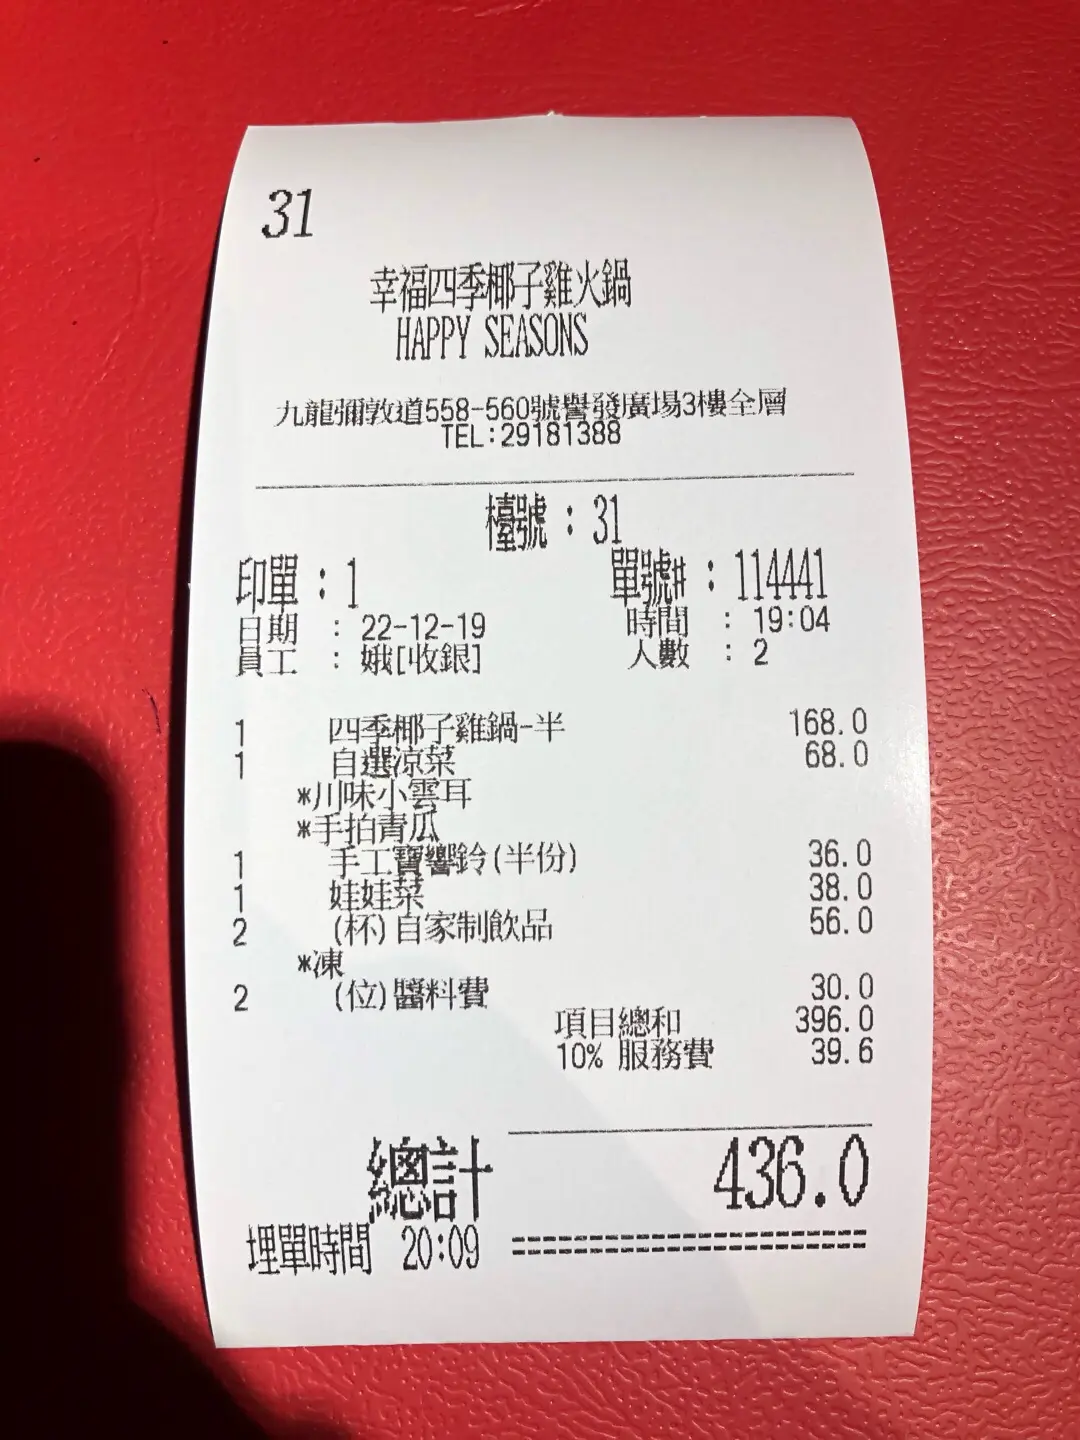 31
幸福四季椰子雞火鍋
HAPPY SEASONS
九龍彌敦道558-560號譽發廣場3樓全層
TEL:29181388
檯號 : 31
印單 : 1 單號# : 114441
日期 : 22-12-19 時間 : 19:04
員工 : 娥[收銀] 人數 : 2
1 四季椰子雞鍋-半 168.0
1 自選涼菜 68.0
*川味小雲耳
*手拍青瓜
1 手工寶響鈴(半份) 36.0
1 娃娃菜 38.0
2 (杯)自家制飲品 56.0
*凍
2 (位)醬料費 30.0
項目總和 396.0
10% 服務費 39.6
總計 436.0
埋單時間 20:09 =======================